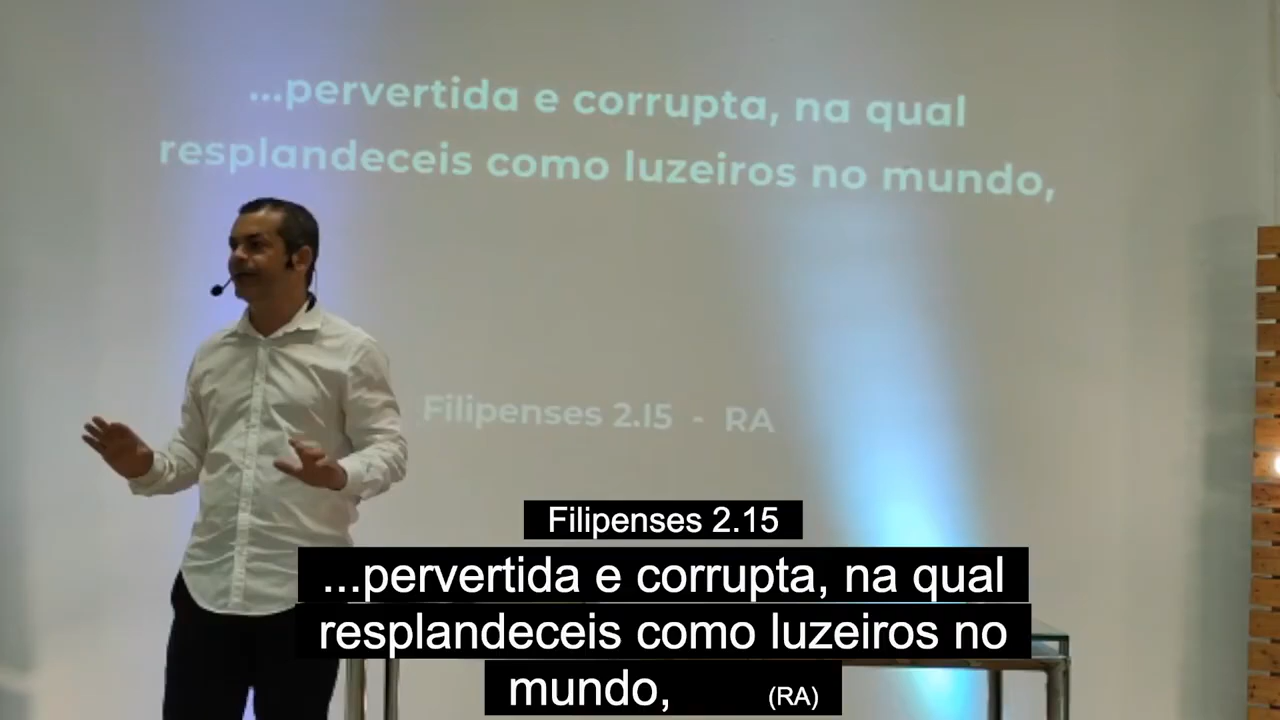 ...pervertida e corrupta, na qual
resplandeceis como luzeiros no mundo,
Filipenses 2.15 - RA
Filipenses 2.15
...pervertida e corrupta, na qual
resplandeceis como luzeiros no
mundo, (RA)